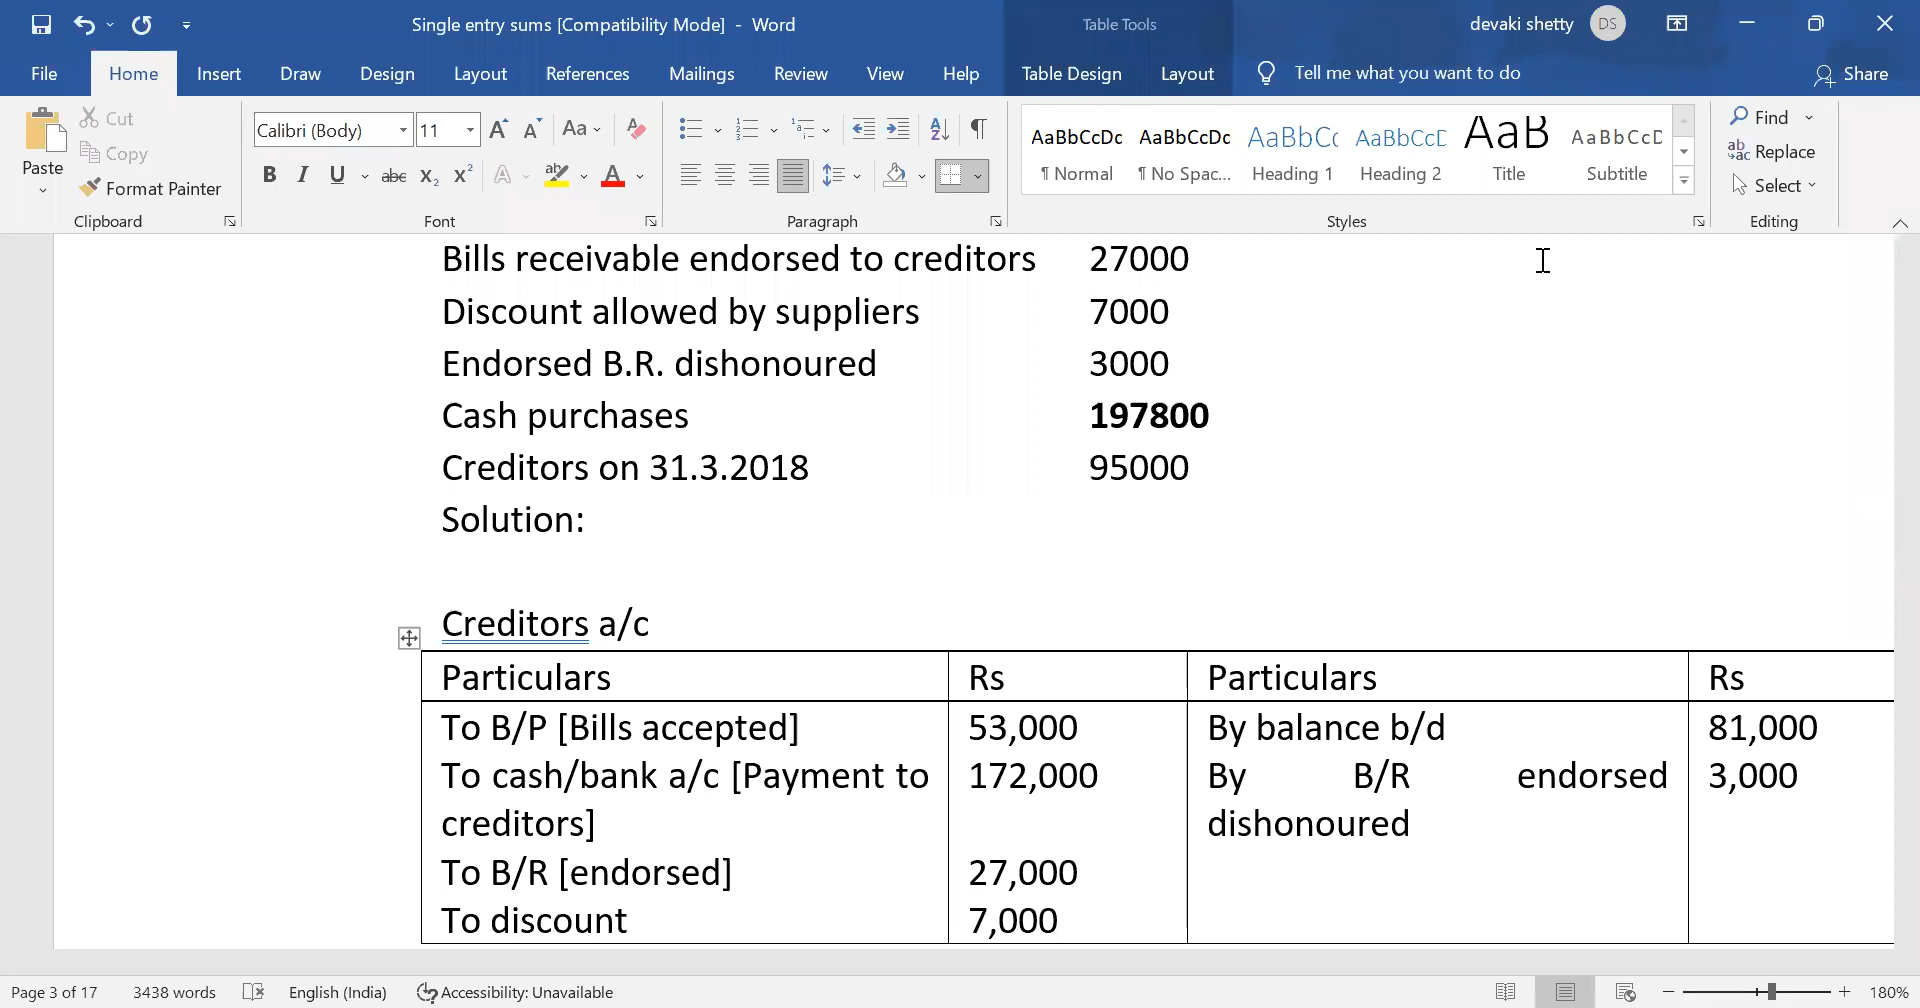 Single entry sums [Compatibility Mode] - Word
Table Tools
devaki shetty DS
File Home Insert Draw Design Layout References Mailings Review View Help Table Design Layout Tell me what you want to do Share
Paste
Cut
Copy
Format Painter
Clipboard
Calibri (Body) 11
Font
Paragraph
AaBbCcDc AaBbCcDc AaBbCc AaBbCcD AaB AaBbCcD
¶ Normal ¶ No Spac... Heading 1 Heading 2 Title Subtitle
Styles
Find
Replace
Select
Editing
Bills receivable endorsed to creditors 27000
Discount allowed by suppliers 7000
Endorsed B.R. dishonoured 3000
Cash purchases 197800
Creditors on 31.3.2018 95000
Solution:
Creditors a/c
Particulars Rs Particulars Rs
To B/P [Bills accepted] 53,000 By balance b/d 81,000
To cash/bank a/c [Payment to 172,000 By B/R endorsed 3,000
creditors] dishonoured
To B/R [endorsed] 27,000
To discount 7,000
Page 3 of 17 3438 words English (India) Accessibility: Unavailable 180%